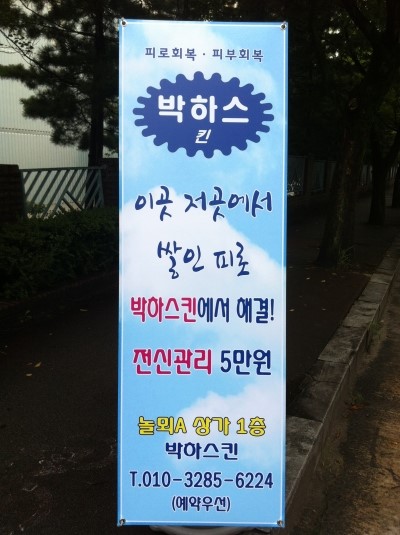 피로회복 · 피부회복
박하스
킨
이곳 저곳에서
쌓인 피로
박하스킨에서 해결!
전신관리 5만원
놀뫼A 상가 1층
박하스킨
T.010-3285-6224
(예약우선)